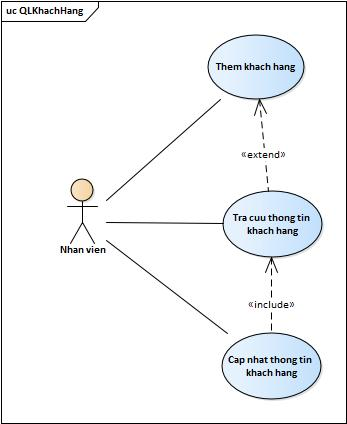 uc QLKhachHang
Them khach hang
«extend»
Tra cuu thong tin
khach hang
Nhan vien
«include»
Cap nhat thong tin
khach hang